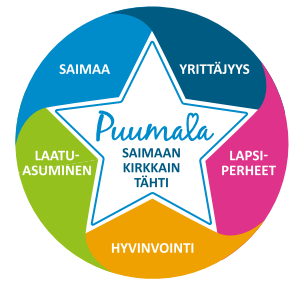 SAIMAA
YRITTÄJYYS
Puumala
SAIMAAN
KIRKKAIN
TÄHTI
LAATU-
ASUMINEN
LAPSI-
PERHEET
HYVINVOINTI